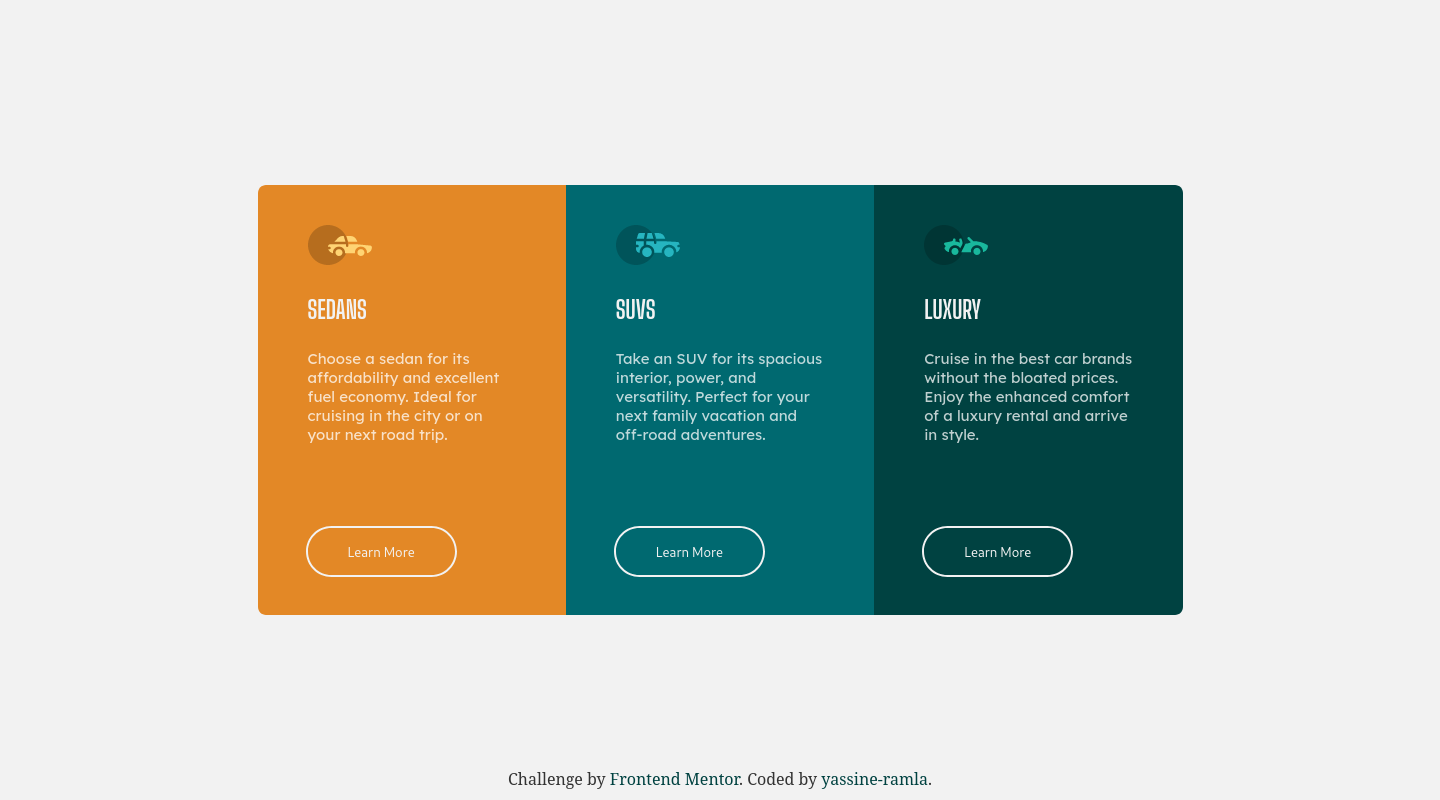 SEDANS
Choose a sedan for its
affordability and excellent
fuel economy. Ideal for
cruising in the city or on
your next road trip.
Learn More
SUVS
Take an SUV for its spacious
interior, power, and
versatility. Perfect for your
next family vacation and
off-road adventures.
Learn More
LUXURY
Cruise in the best car brands
without the bloated prices.
Enjoy the enhanced comfort
of a luxury rental and arrive
in style.
Learn More
Challenge by Frontend Mentor. Coded by yassine-ramla.